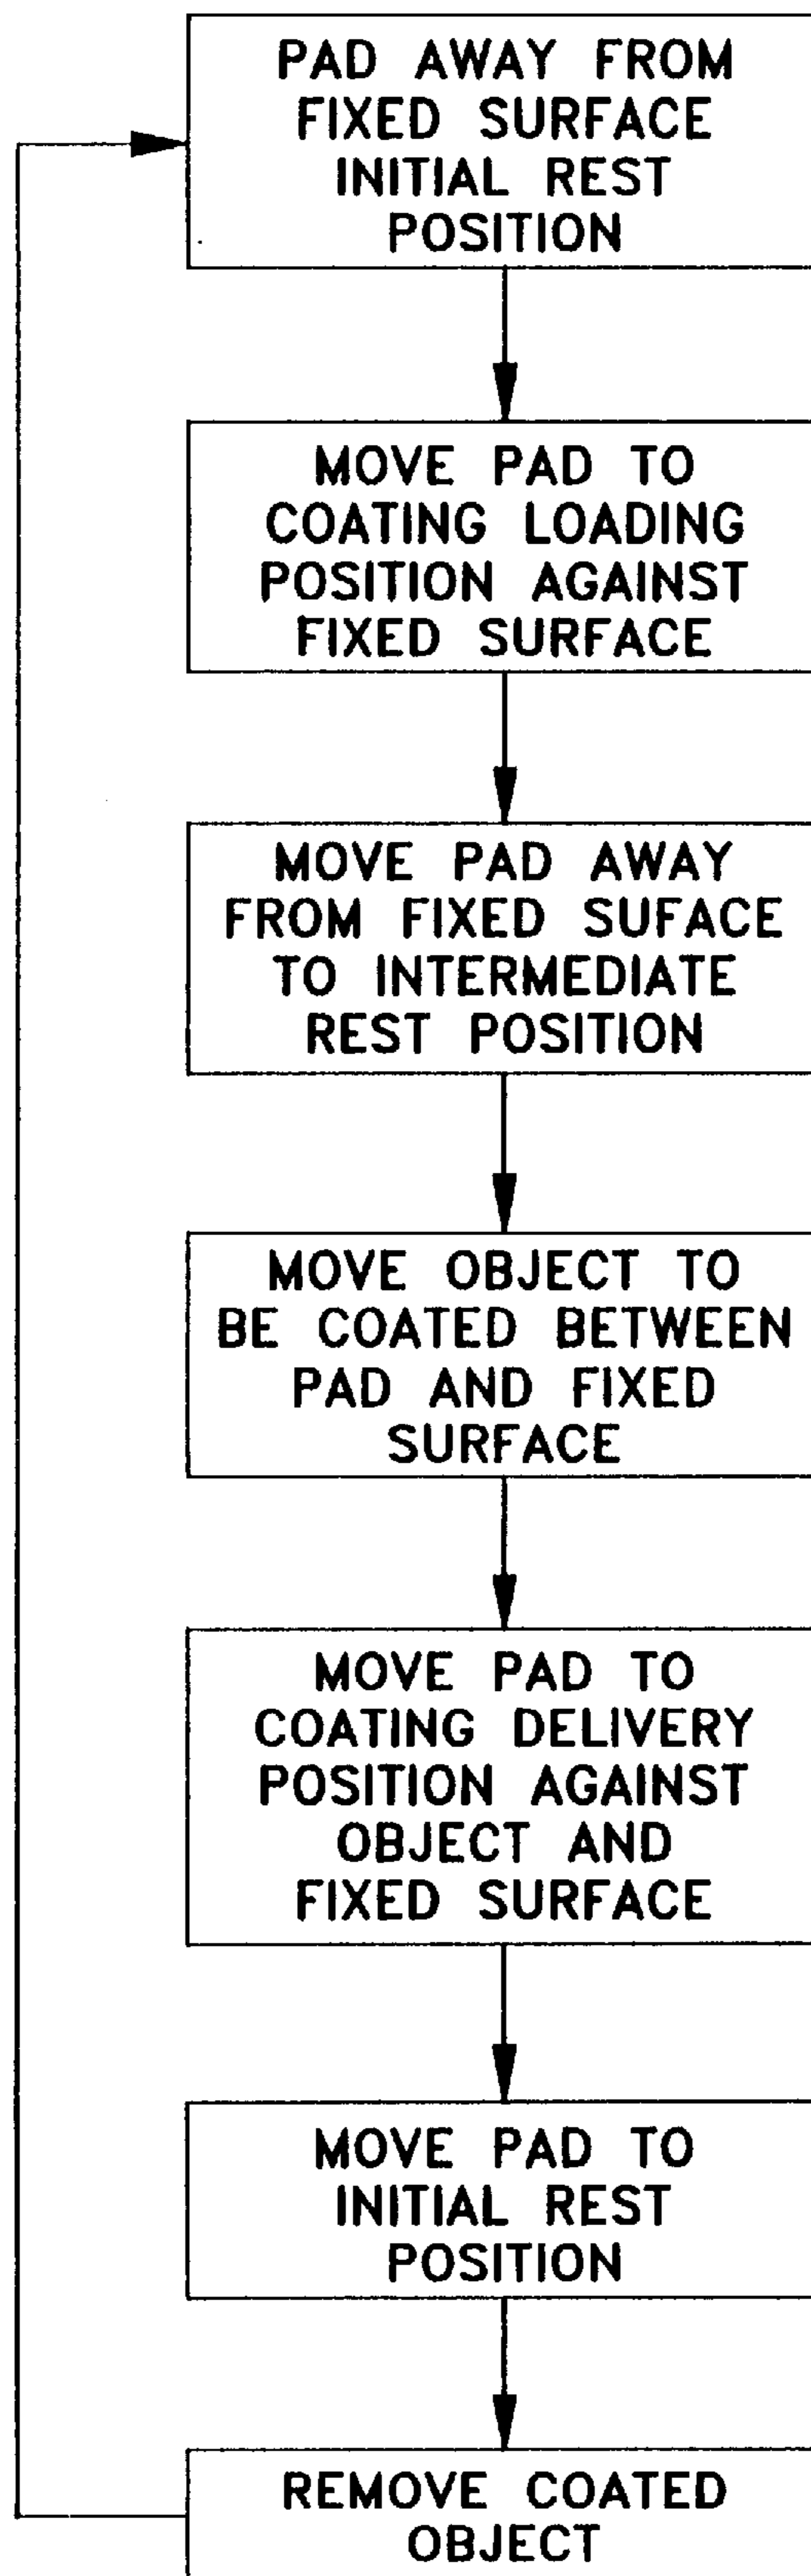 PAD AWAY FROM
FIXED SURFACE
INITIAL REST
POSITION
MOVE PAD TO
COATING LOADING
POSITION AGAINST
FIXED SURFACE
MOVE PAD AWAY
FROM FIXED SUFACE
TO INTERMEDIATE
REST POSITION
MOVE OBJECT TO
BE COATED BETWEEN
PAD AND FIXED
SURFACE
MOVE PAD TO
COATING DELIVERY
POSITION AGAINST
OBJECT AND
FIXED SURFACE
MOVE PAD TO
INITIAL REST
POSITION
REMOVE COATED
OBJECT